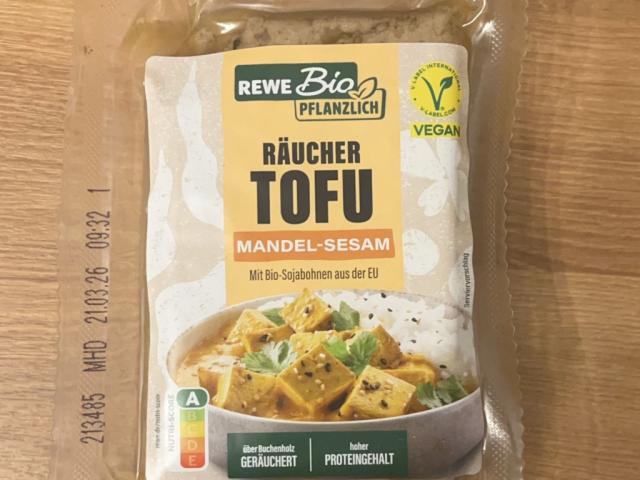 REWE Bio
PFLANZLICH
V-LABEL INTERNATIONAL
V-LABEL.COM
VEGAN
RÄUCHER
TOFU
MANDEL-SESAM
Mit Bio-Sojabohnen aus der EU
Serviervorschlag
213485 MHD 21.03.26 09:32 1
NUTRI-SCORE
A
B
C
D
E
über Buchenholz
GERÄUCHERT
hoher
PROTEINGEHALT